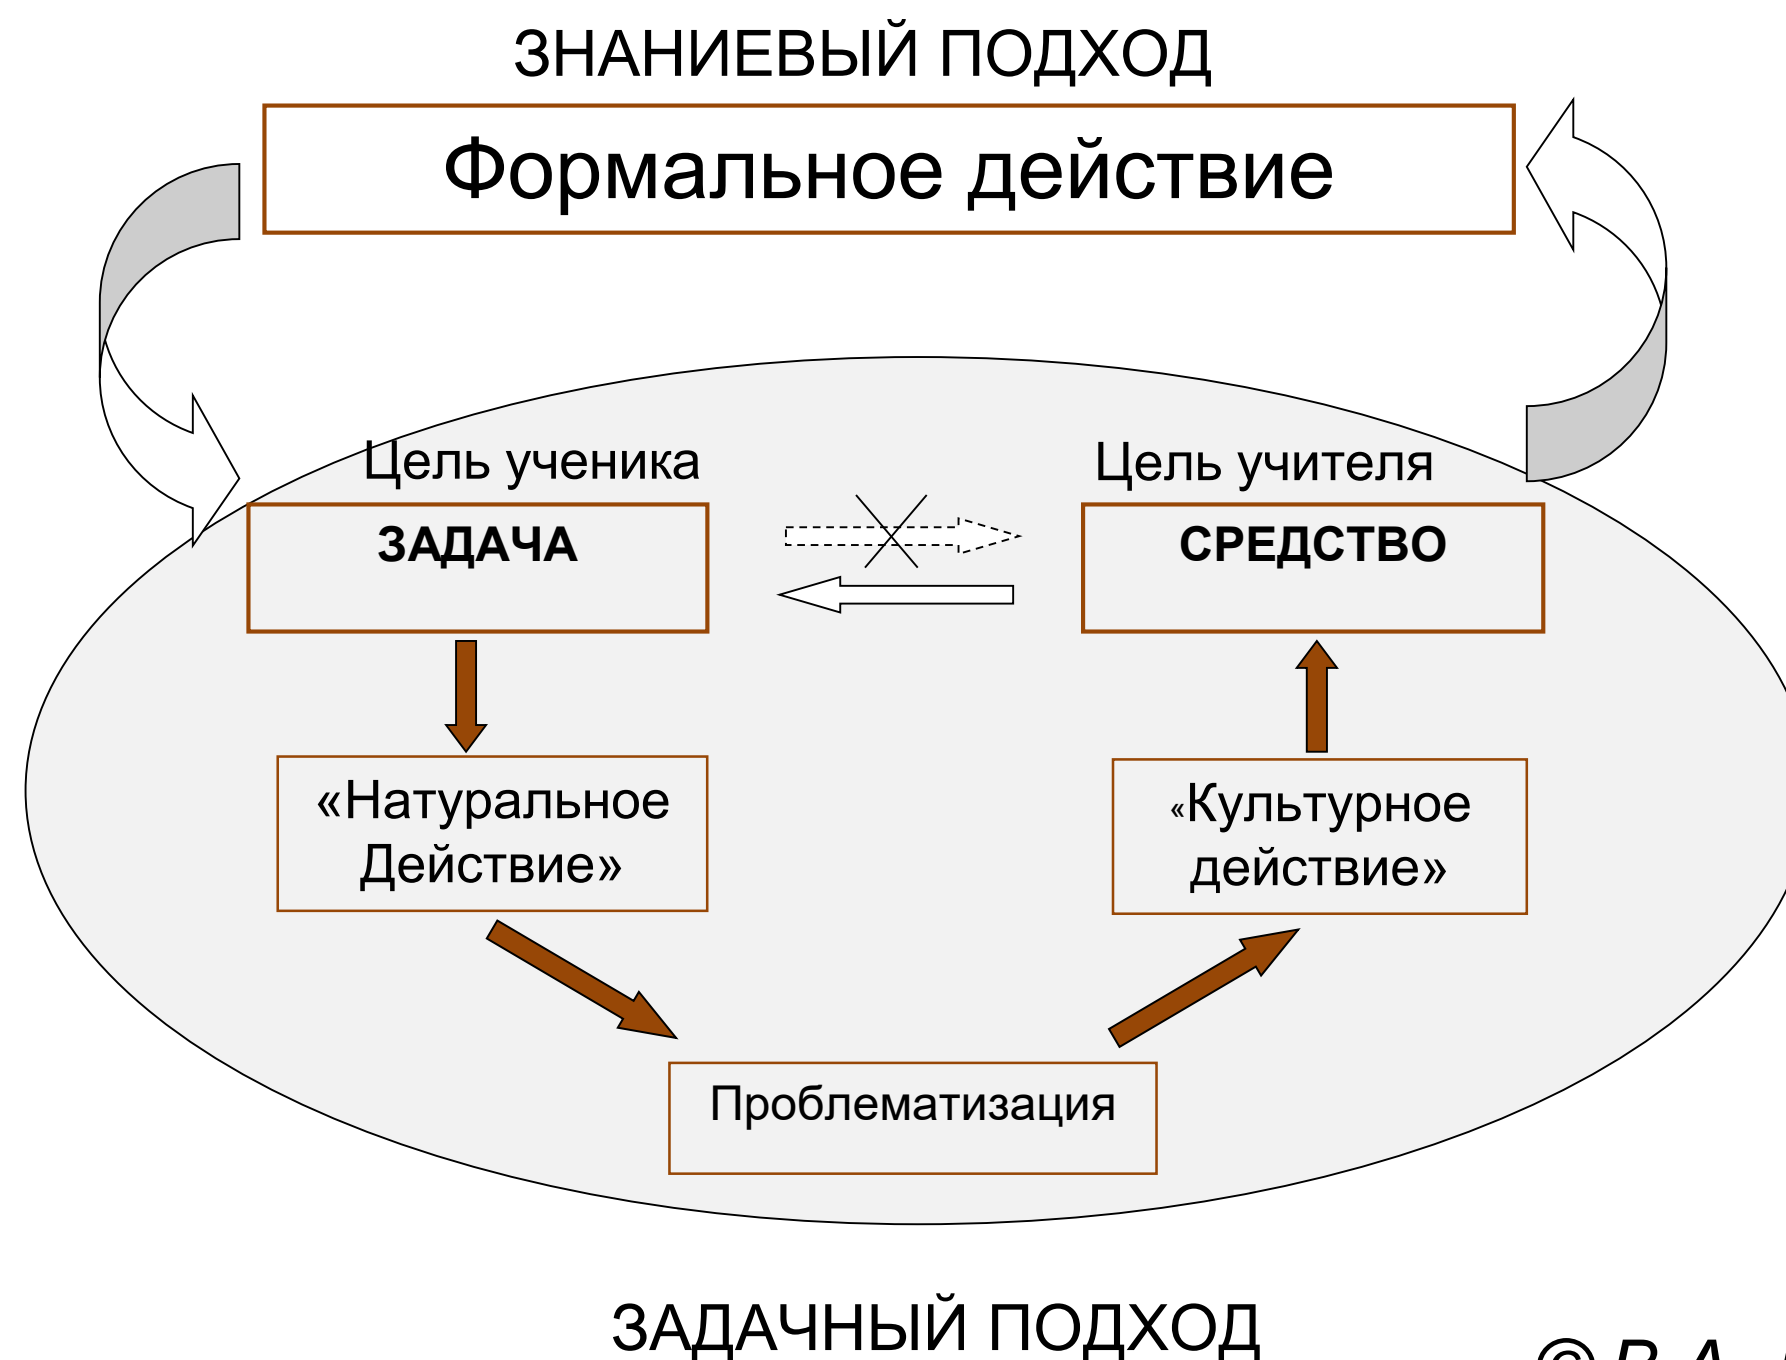 ЗНАНИЕВЫЙ ПОДХОД
Формальное действие
Цель ученика
Цель учителя
ЗАДАЧА
СРЕДСТВО
«Натуральное
Действие»
«Культурное
действие»
Проблематизация
ЗАДАЧНЫЙ ПОДХОД